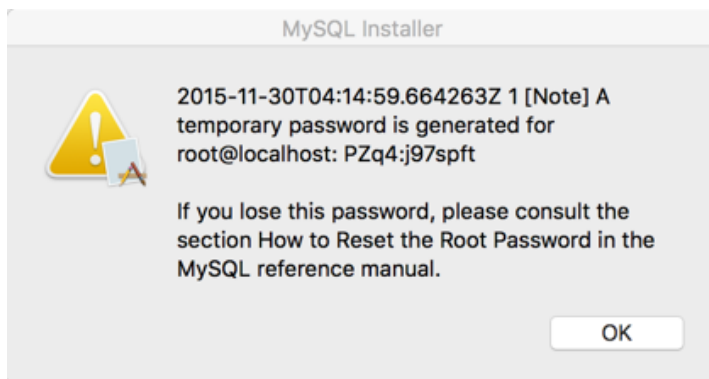 MySQL Installer
2015-11-30T04:14:59.664263Z 1 [Note] A
temporary password is generated for
root@localhost: PZq4:j97spft
If you lose this password, please consult the
section How to Reset the Root Password in the
MySQL reference manual.
OK